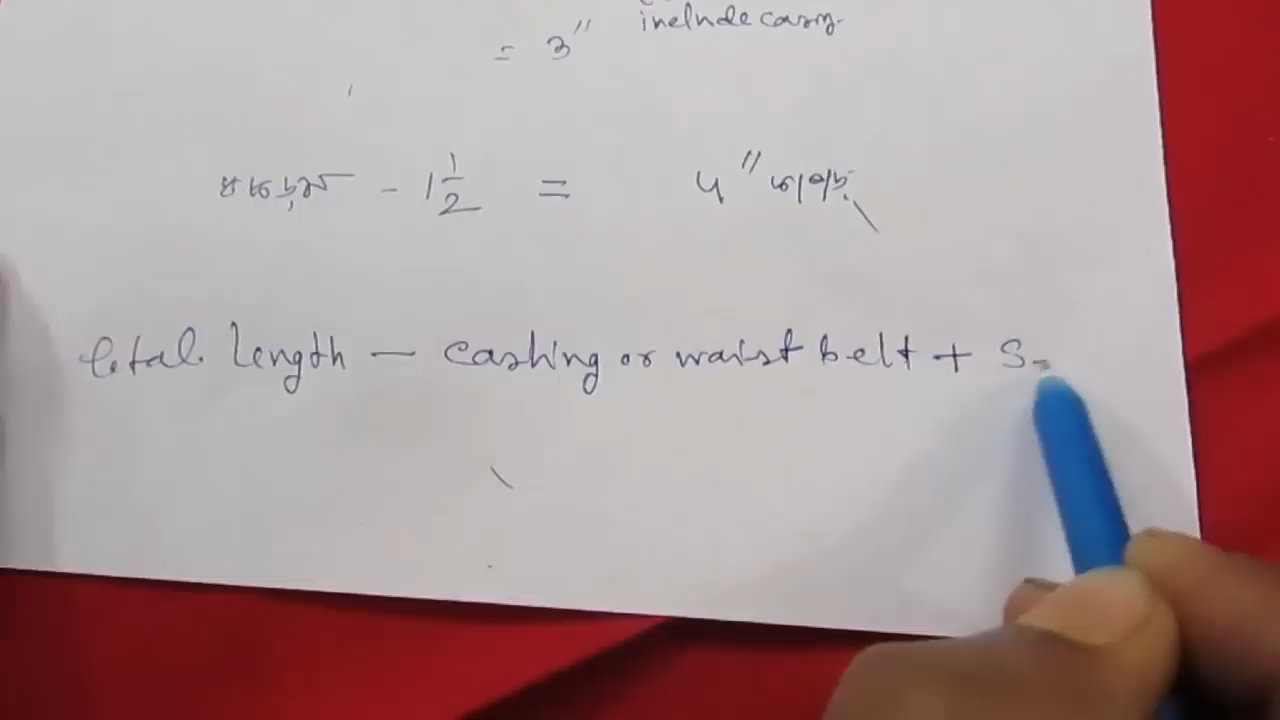 include casing
= 3"
- 1 1/2 = 4"
total length — cashing or waist belt + S